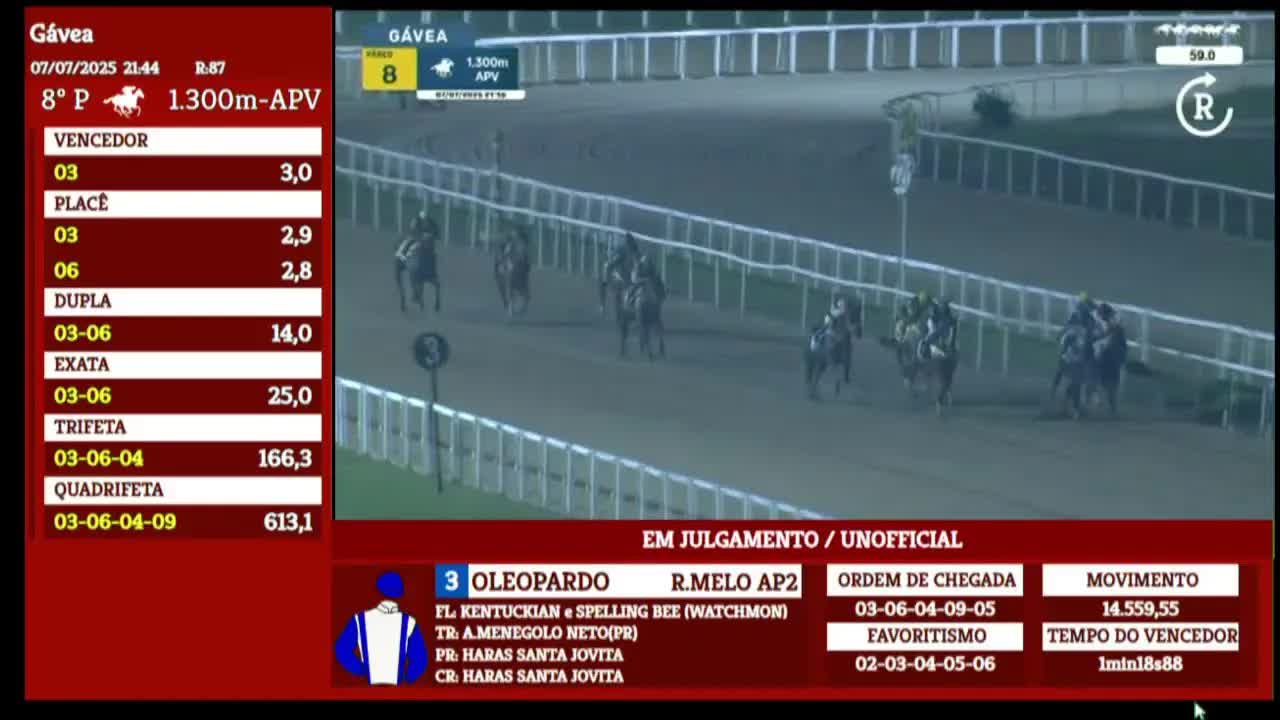 Gávea
07/07/2025 21:44 R:87
8º P 1.300m-APV
VENCEDOR
03 3,0
PLACÊ
03 2,9
06 2,8
DUPLA
03-06 14,0
EXATA
03-06 25,0
TRIFETA
03-06-04 166,3
QUADRIFETA
03-06-04-09 613,1
GÁVEA
PÁREO
8
1.300m
APV
59.0
R
3
EM JULGAMENTO / UNOFFICIAL
3 OLEOPARDO R.MELO AP2
FL: KENTUCKIAN e SPELLING BEE (WATCHMON)
TR: A.MENEGOLO NETO(PR)
PR: HARAS SANTA JOVITA
CR: HARAS SANTA JOVITA
ORDEM DE CHEGADA
03-06-04-09-05
FAVORITISMO
02-03-04-05-06
MOVIMENTO
14.559,55
TEMPO DO VENCEDOR
1min18s88